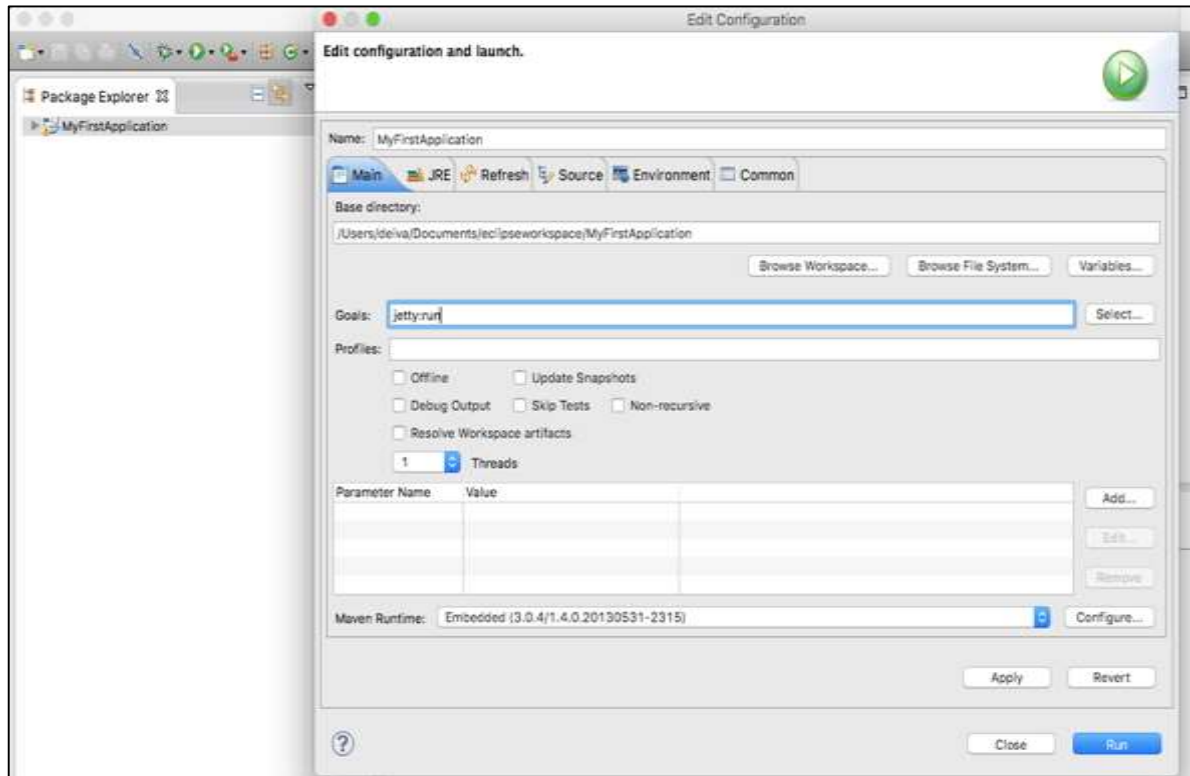 Edit Configuration
Edit configuration and launch.
Package Explorer
MyFirstApplication
Name: MyFirstApplication
Main JRE Refresh Source Environment Common
Base directory:
/Users/deiva/Documents/eclipseworkspace/MyFirstApplication
Browse Workspace... Browse File System... Variables...
Goals: jetty:run Select...
Profiles:
Offline Update Snapshots
Debug Output Skip Tests Non-recursive
Resolve Workspace artifacts
1 Threads
Parameter Name Value Add...
Edit...
Remove
Maven Runtime: Embedded (3.0.4/1.4.0.20130531-2315) Configure...
Apply Revert
? Close Run